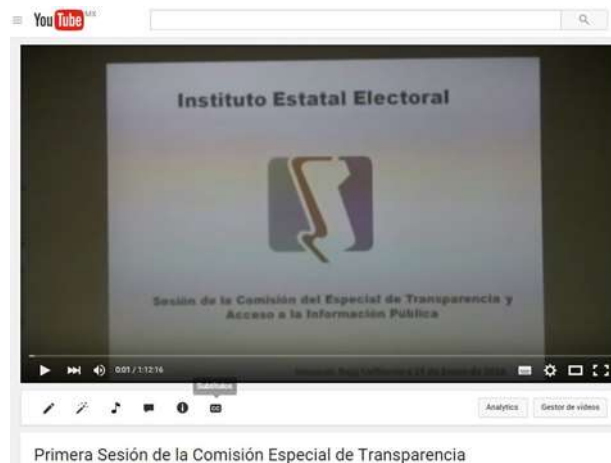 YouTube MX
Instituto Estatal Electoral
Sesión de la Comisión del Especial de Transparencia y
Acceso a la Información Pública
0:01 / 1:12:16
Subtítulos
Analytics
Gestor de vídeos
Primera Sesión de la Comisión Especial de Transparencia